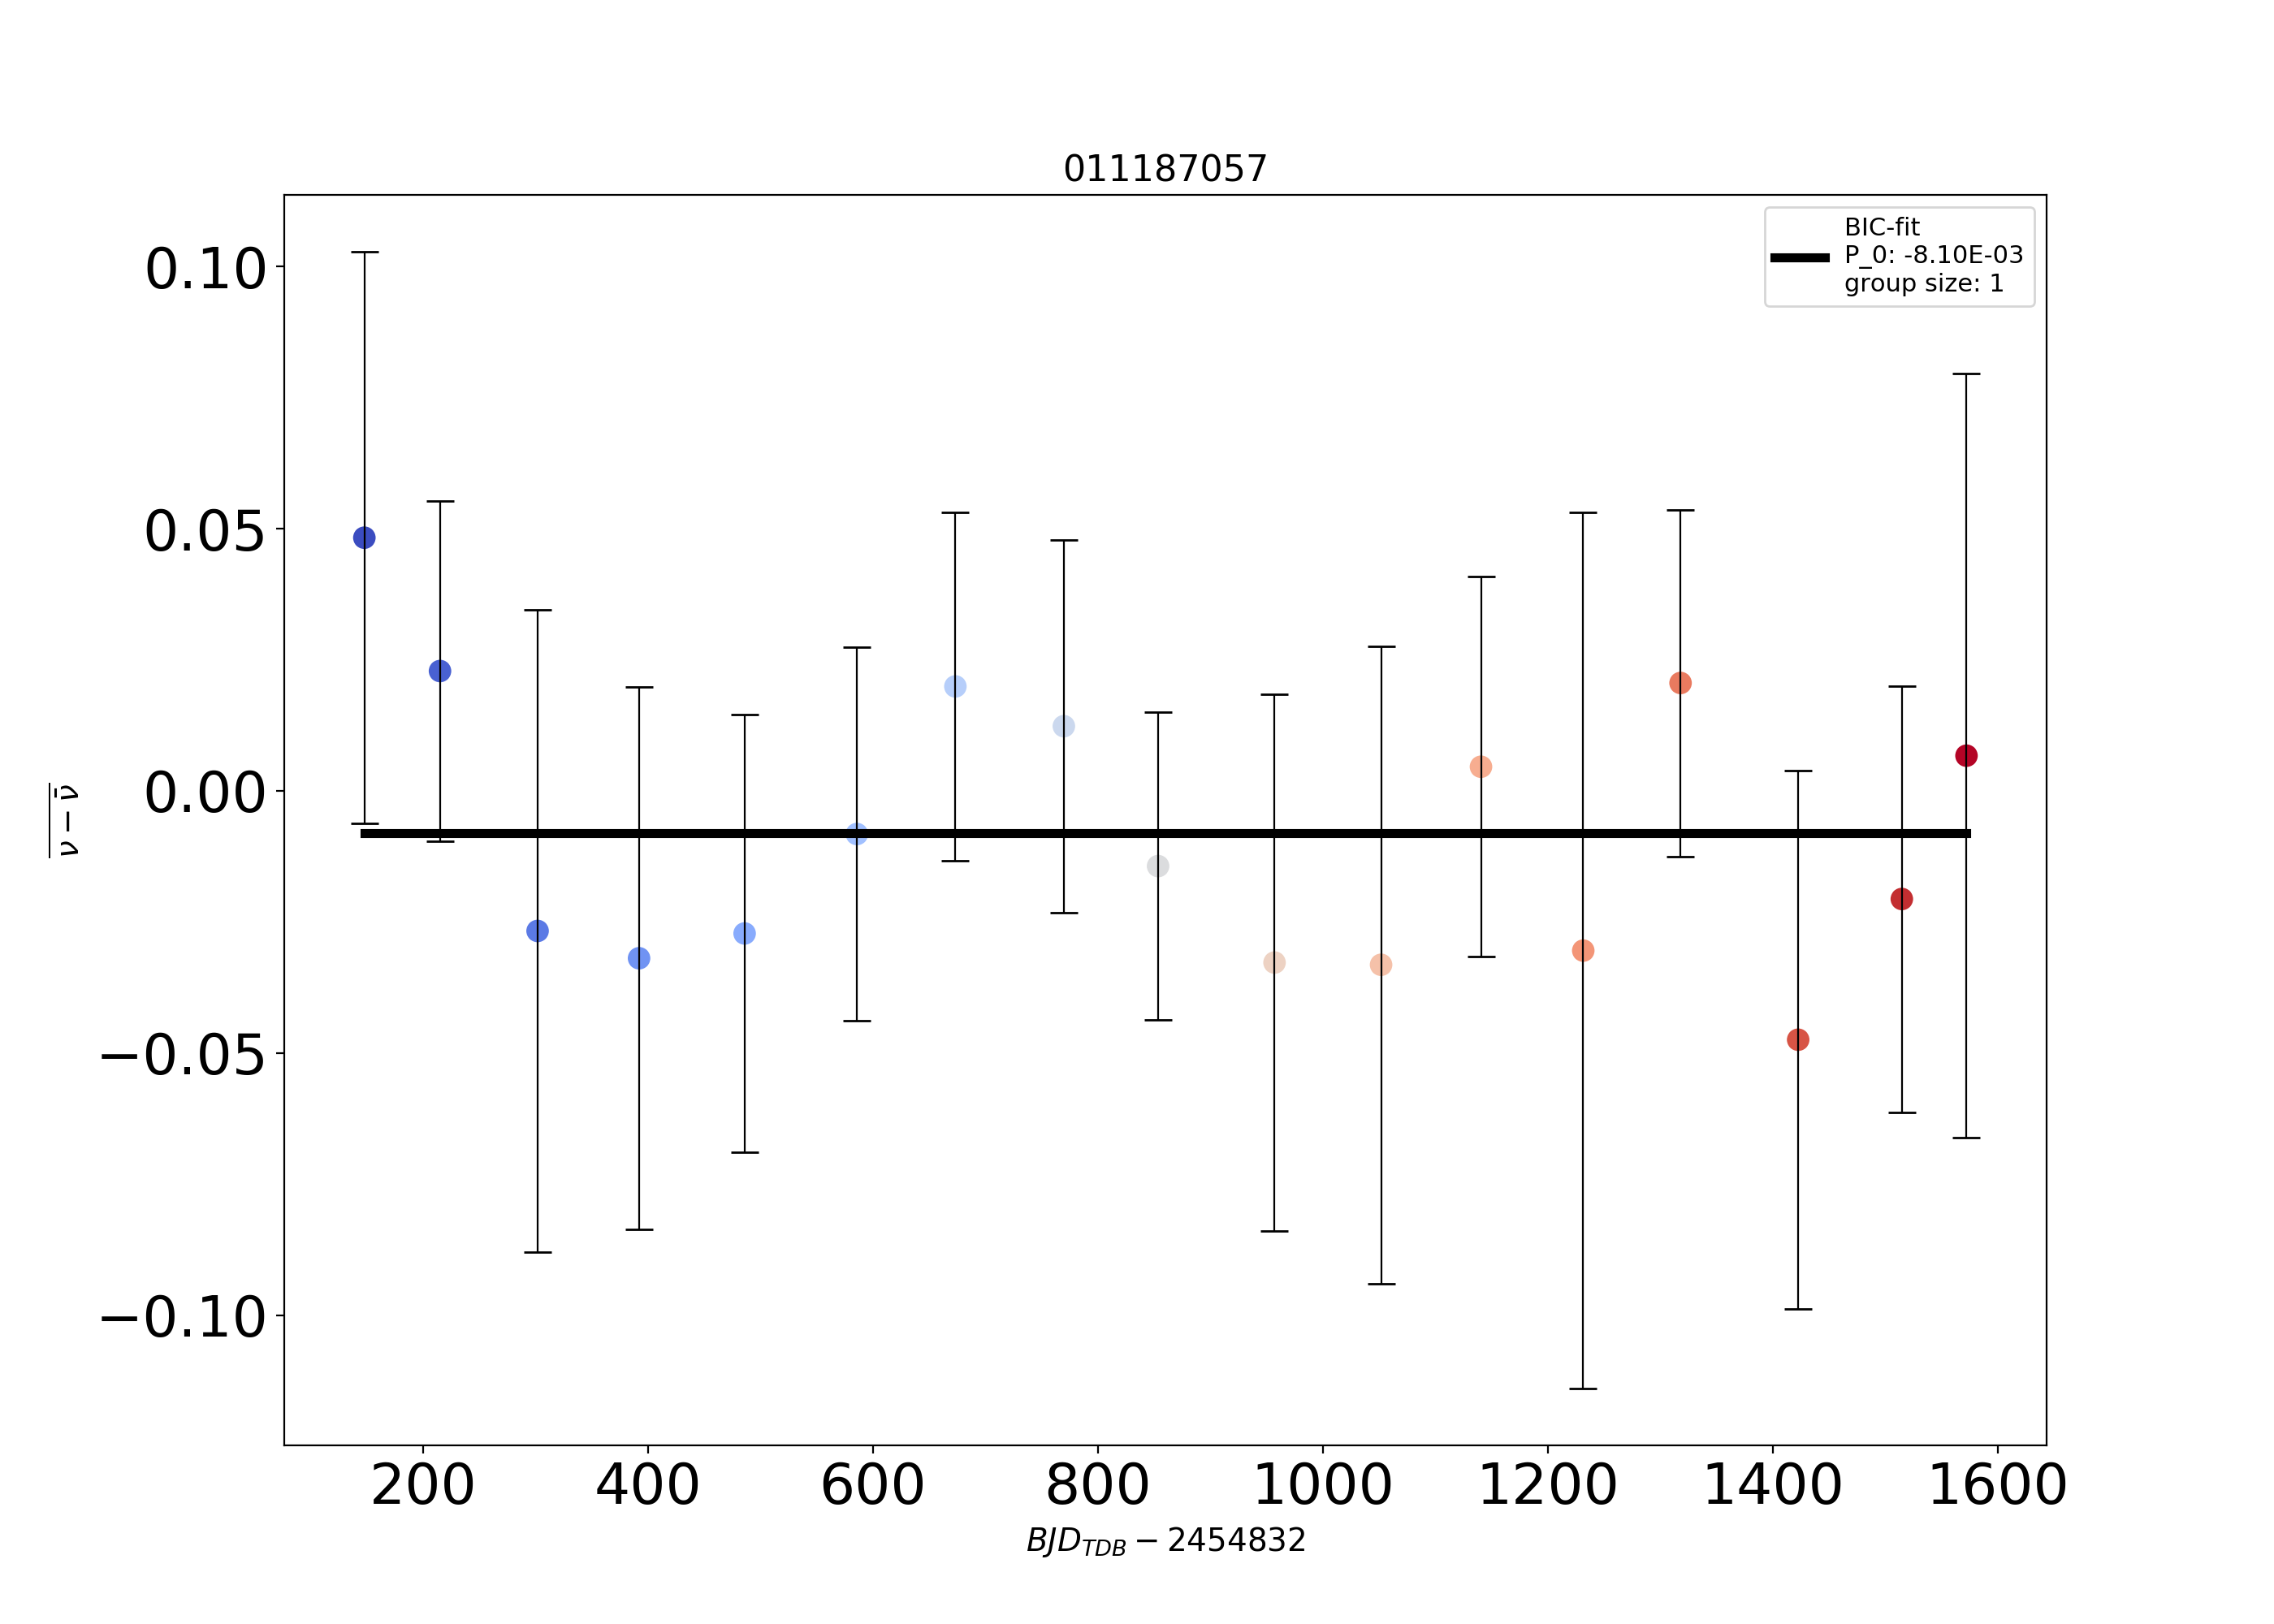 011187057
BIC-fit
P_0: -8.10E-03
group size: 1
0.10
0.05
0.00
−0.05
−0.10
ν − ν̄
200 400 600 800 1000 1200 1400 1600
BJD_TDB − 2454832